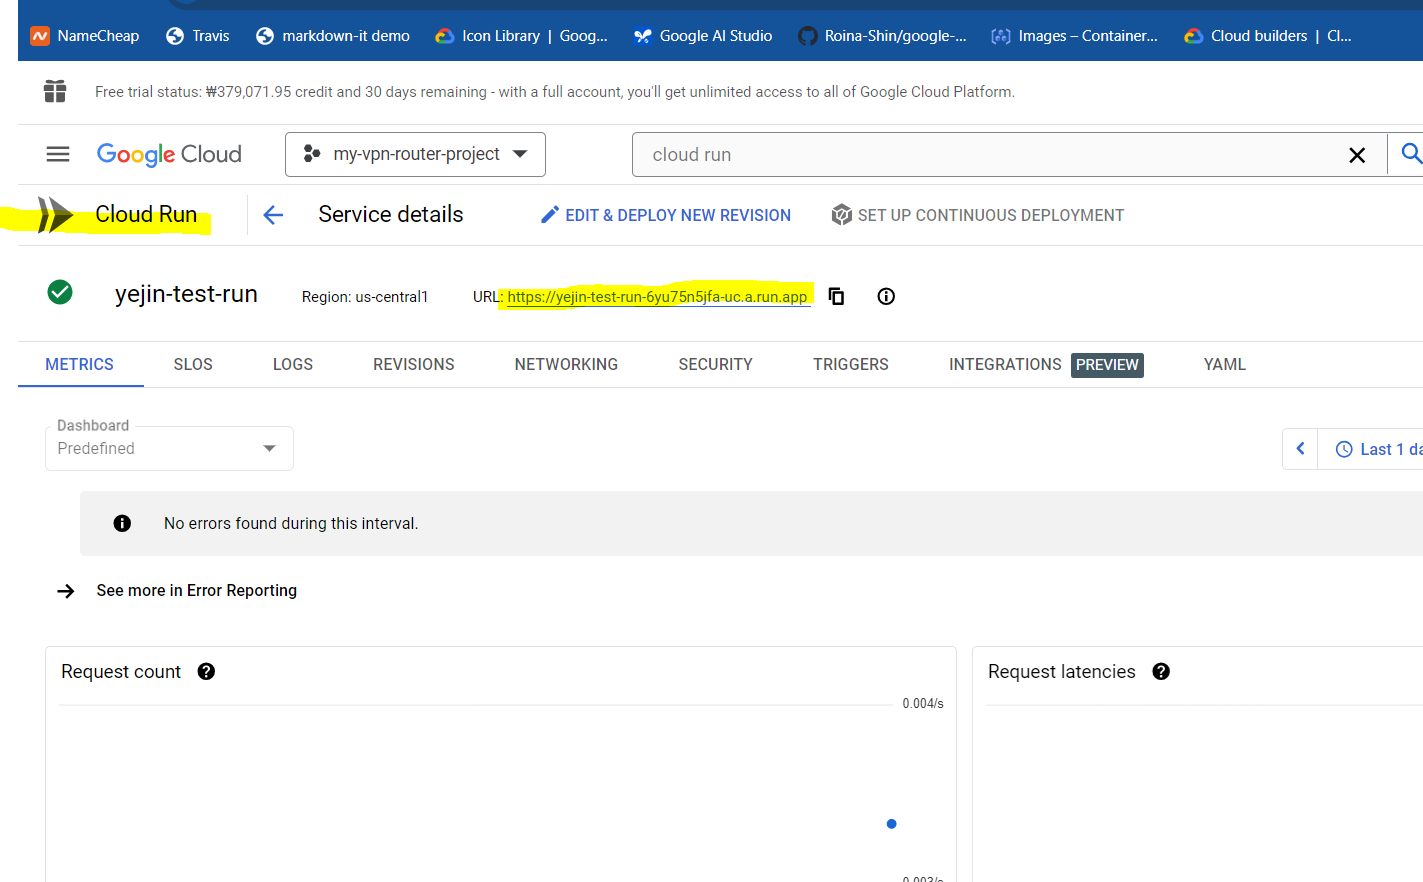 NameCheap Travis markdown-it demo Icon Library | Goog... Google AI Studio Roina-Shin/google-... Images – Container... Cloud builders | Cl...
Free trial status: ₩379,071.95 credit and 30 days remaining - with a full account, you'll get unlimited access to all of Google Cloud Platform.
Google Cloud my-vpn-router-project cloud run
Cloud Run Service details EDIT & DEPLOY NEW REVISION SET UP CONTINUOUS DEPLOYMENT
yejin-test-run Region: us-central1 URL: https://yejin-test-run-6yu75n5jfa-uc.a.run.app
METRICS SLOS LOGS REVISIONS NETWORKING SECURITY TRIGGERS INTEGRATIONS PREVIEW YAML
Dashboard
Predefined
Last 1 da
No errors found during this interval.
See more in Error Reporting
Request count Request latencies
0.004/s